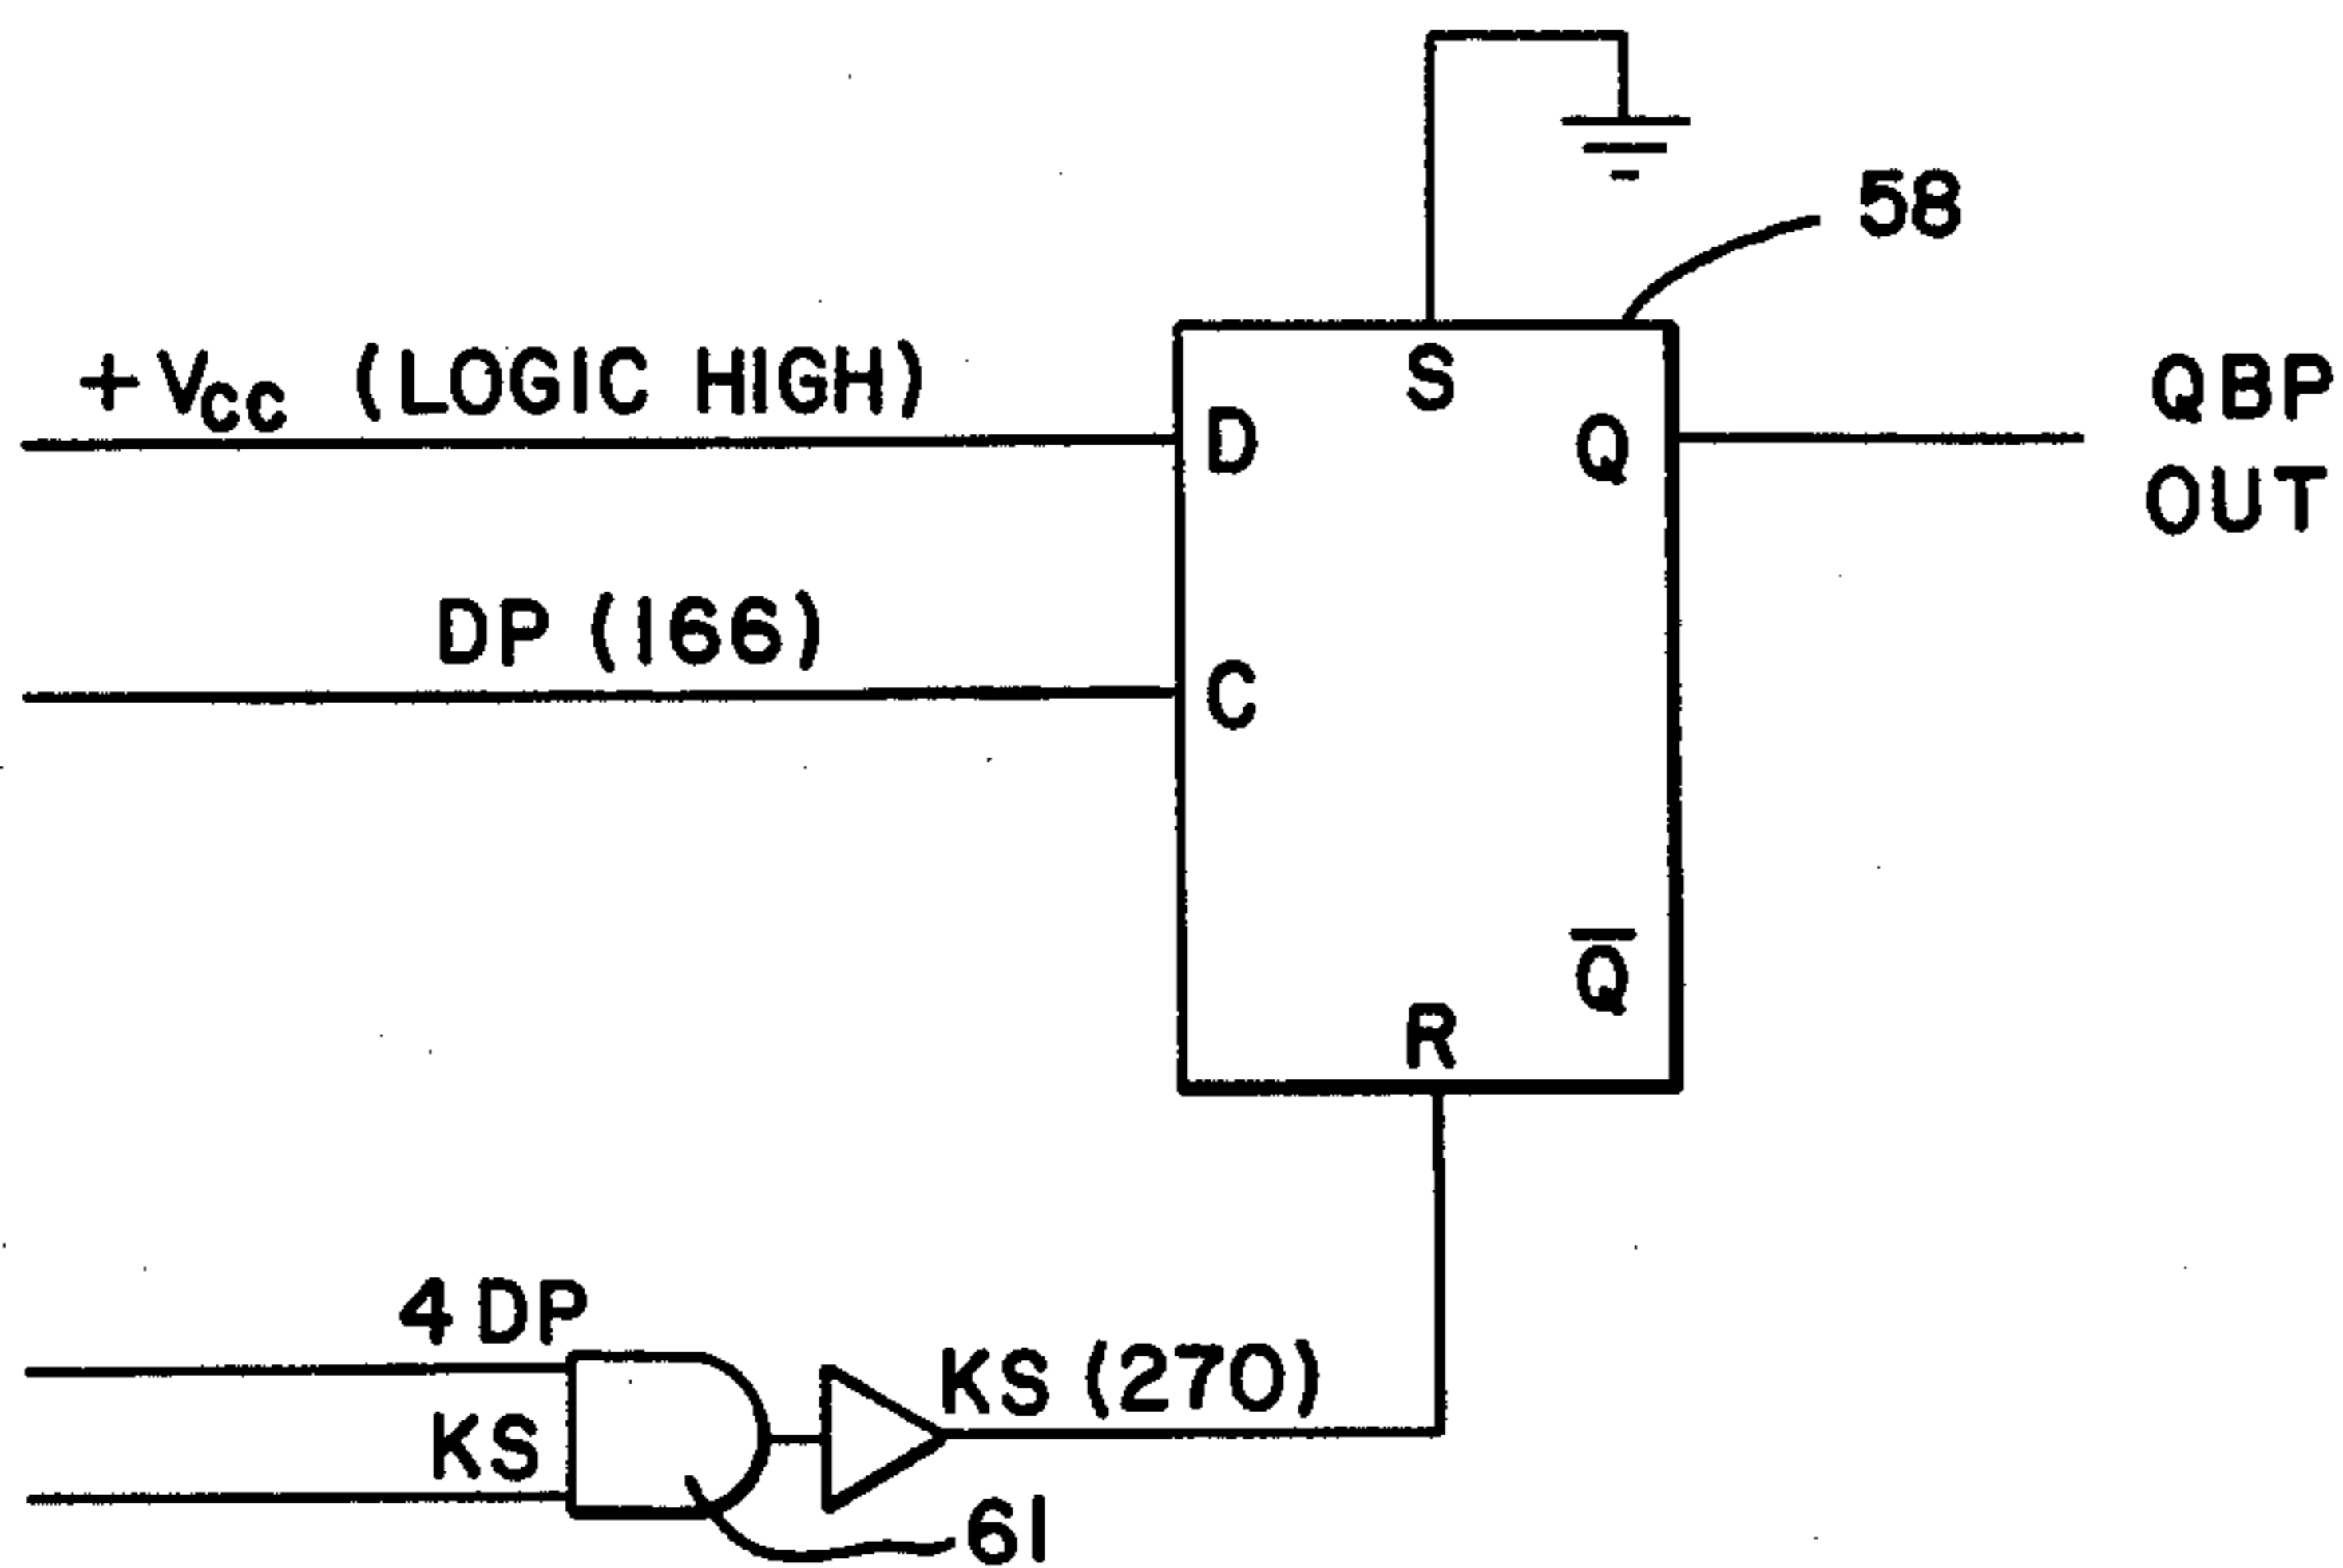 58
+Vcc (LOGIC HIGH)
S
D
Q
QBP
OUT
DP (166)
C
Q̅
R
4 DP
KS
KS (270)
61